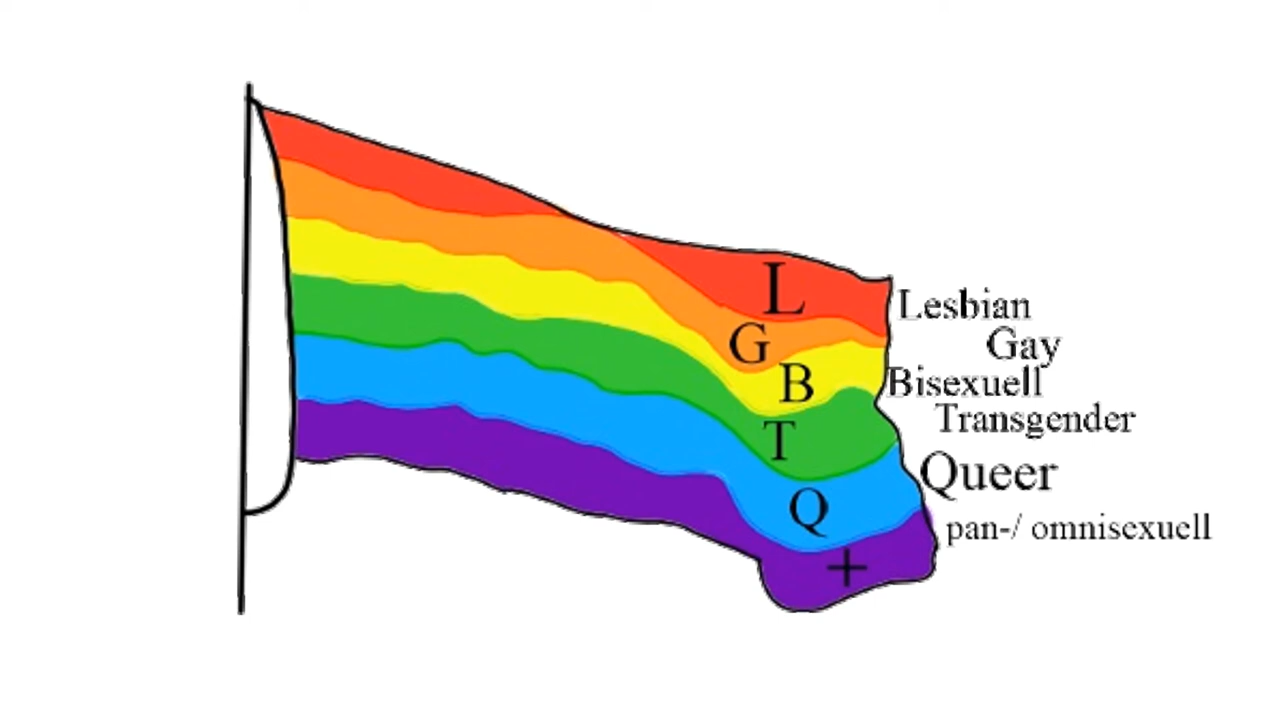 L
Lesbian
G
Gay
B
Bisexuell
T
Transgender
Q
Queer
+
pan-/ omnisexuell